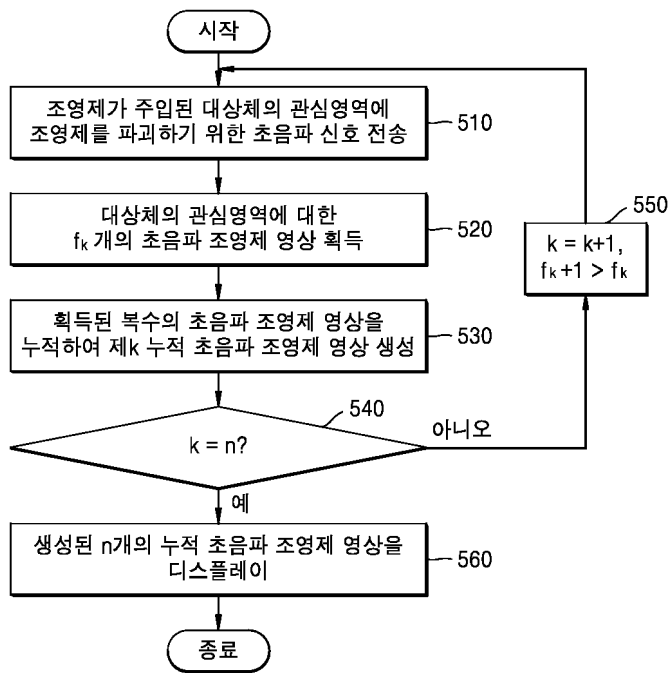 시작
조영제가 주입된 대상체의 관심영역에
조영제를 파괴하기 위한 초음파 신호 전송
510
대상체의 관심영역에 대한
fk 개의 초음파 조영제 영상 획득
520
550
k = k+1,
fk+1 > fk
획득된 복수의 초음파 조영제 영상을
누적하여 제k 누적 초음파 조영제 영상 생성
530
540
k = n?
아니오
예
생성된 n개의 누적 초음파 조영제 영상을
디스플레이
560
종료